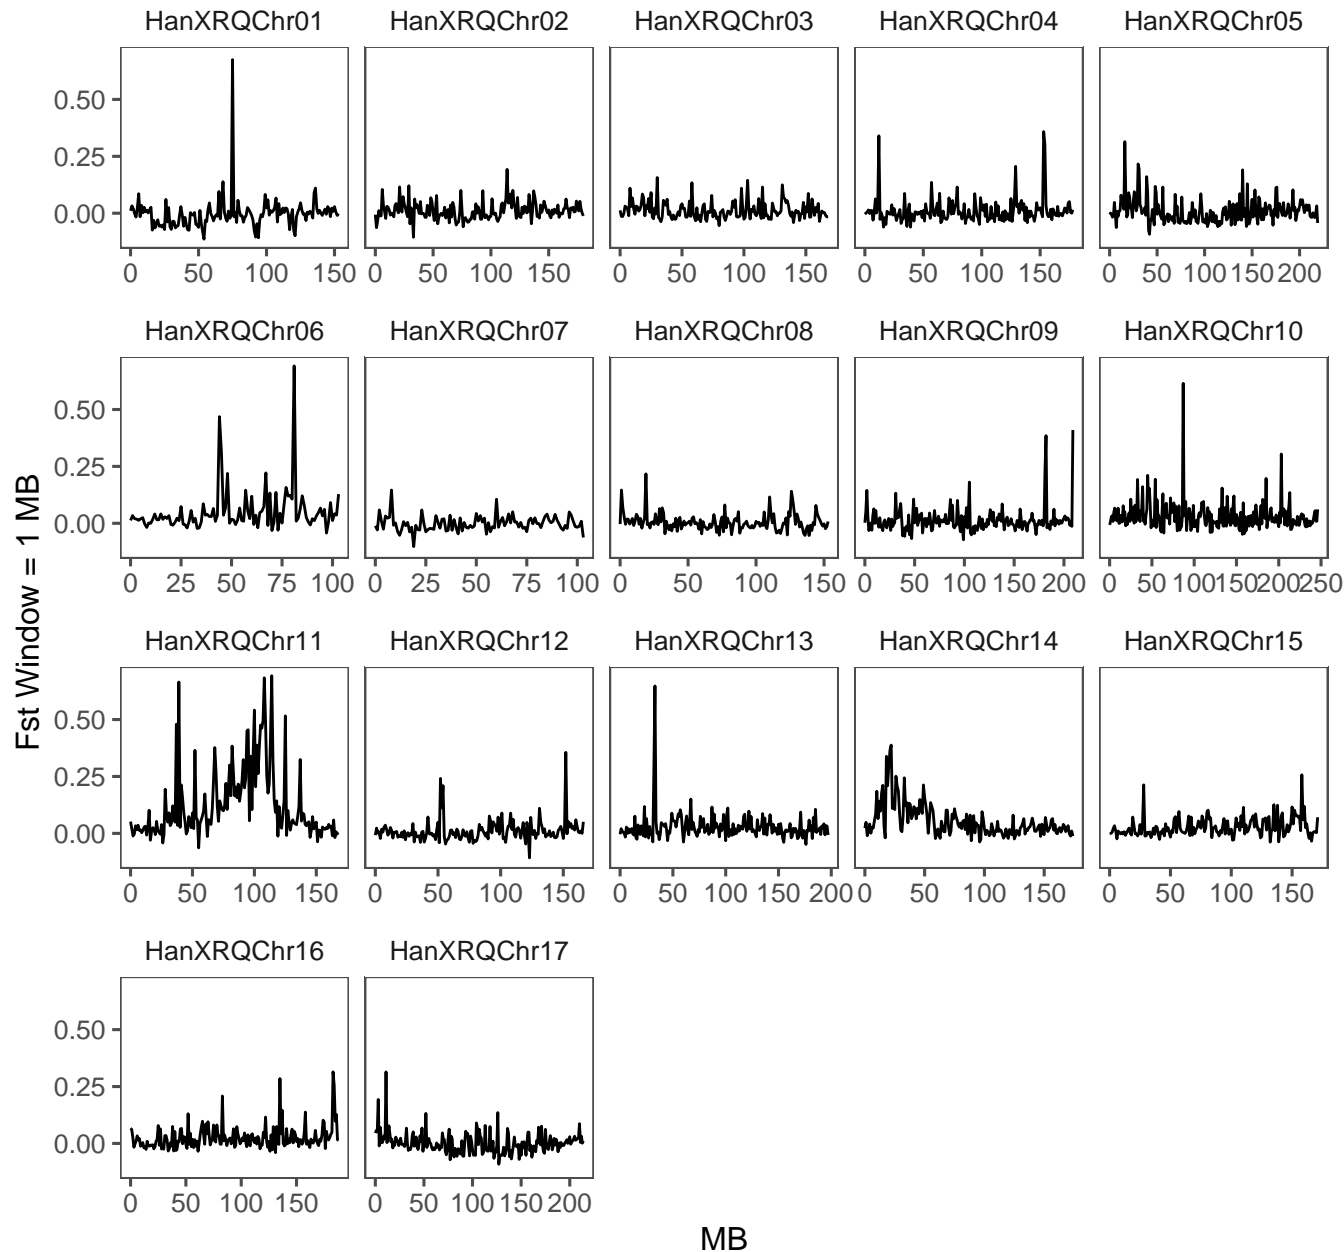 HanXRQChr01 HanXRQChr02 HanXRQChr03 HanXRQChr04 HanXRQChr05
0.50
0.25
0.00
0 50 100 150 0 50 100 150 0 50 100 150 0 50 100 150 0 50 100 150 200
HanXRQChr06 HanXRQChr07 HanXRQChr08 HanXRQChr09 HanXRQChr10
0.50
0.25
0.00
0 25 50 75 100 0 25 50 75 100 0 50 100 150 0 50 100 150 200 0 50 100 150 200 250
Fst Window = 1 MB
HanXRQChr11 HanXRQChr12 HanXRQChr13 HanXRQChr14 HanXRQChr15
0.50
0.25
0.00
0 50 100 150 0 50 100 150 0 50 100 150 200 0 50 100 150 0 50 100 150
HanXRQChr16 HanXRQChr17
0.50
0.25
0.00
0 50 100 150 0 50 100 150 200
MB